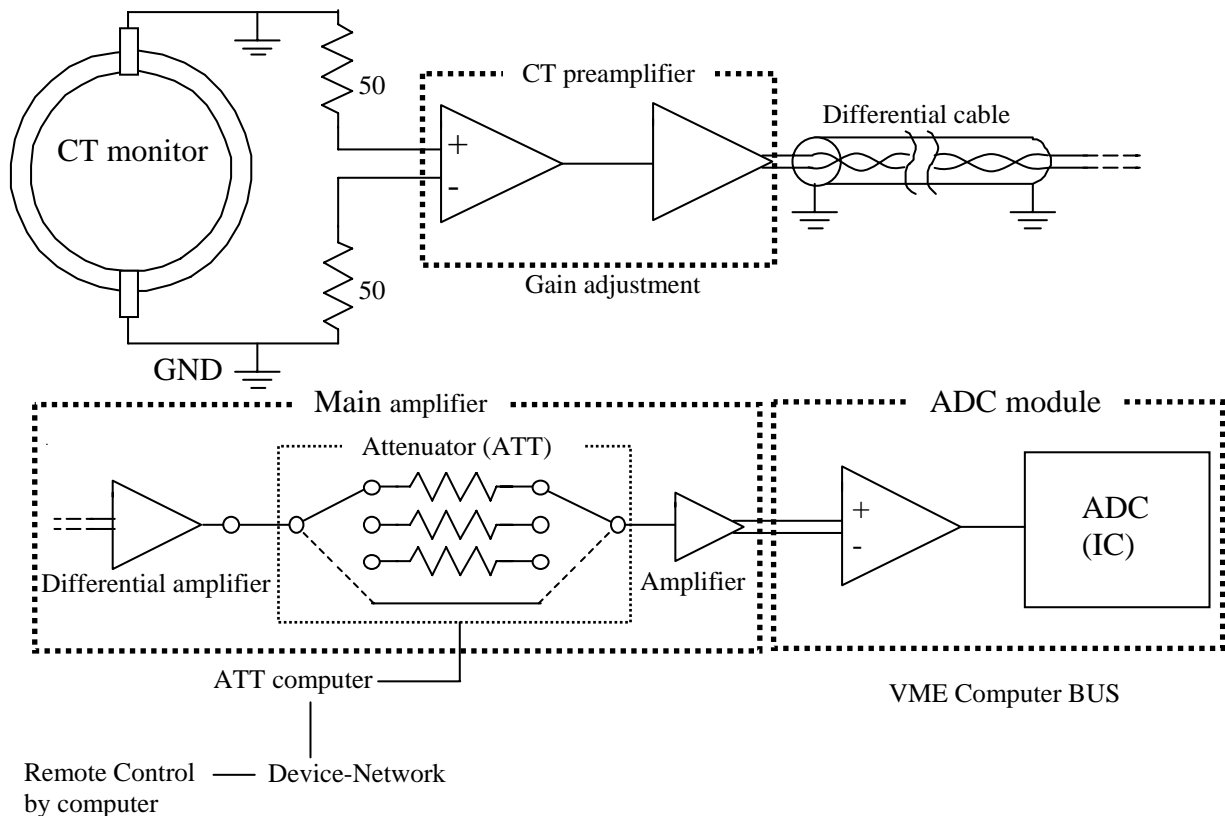 CT preamplifier
50
Differential cable
CT monitor
+
-
50
Gain adjustment
GND
Main amplifier
ADC module
Attenuator (ATT)
+
-
ADC
(IC)
Differential amplifier
Amplifier
ATT computer
VME Computer BUS
Remote Control
by computer
Device-Network